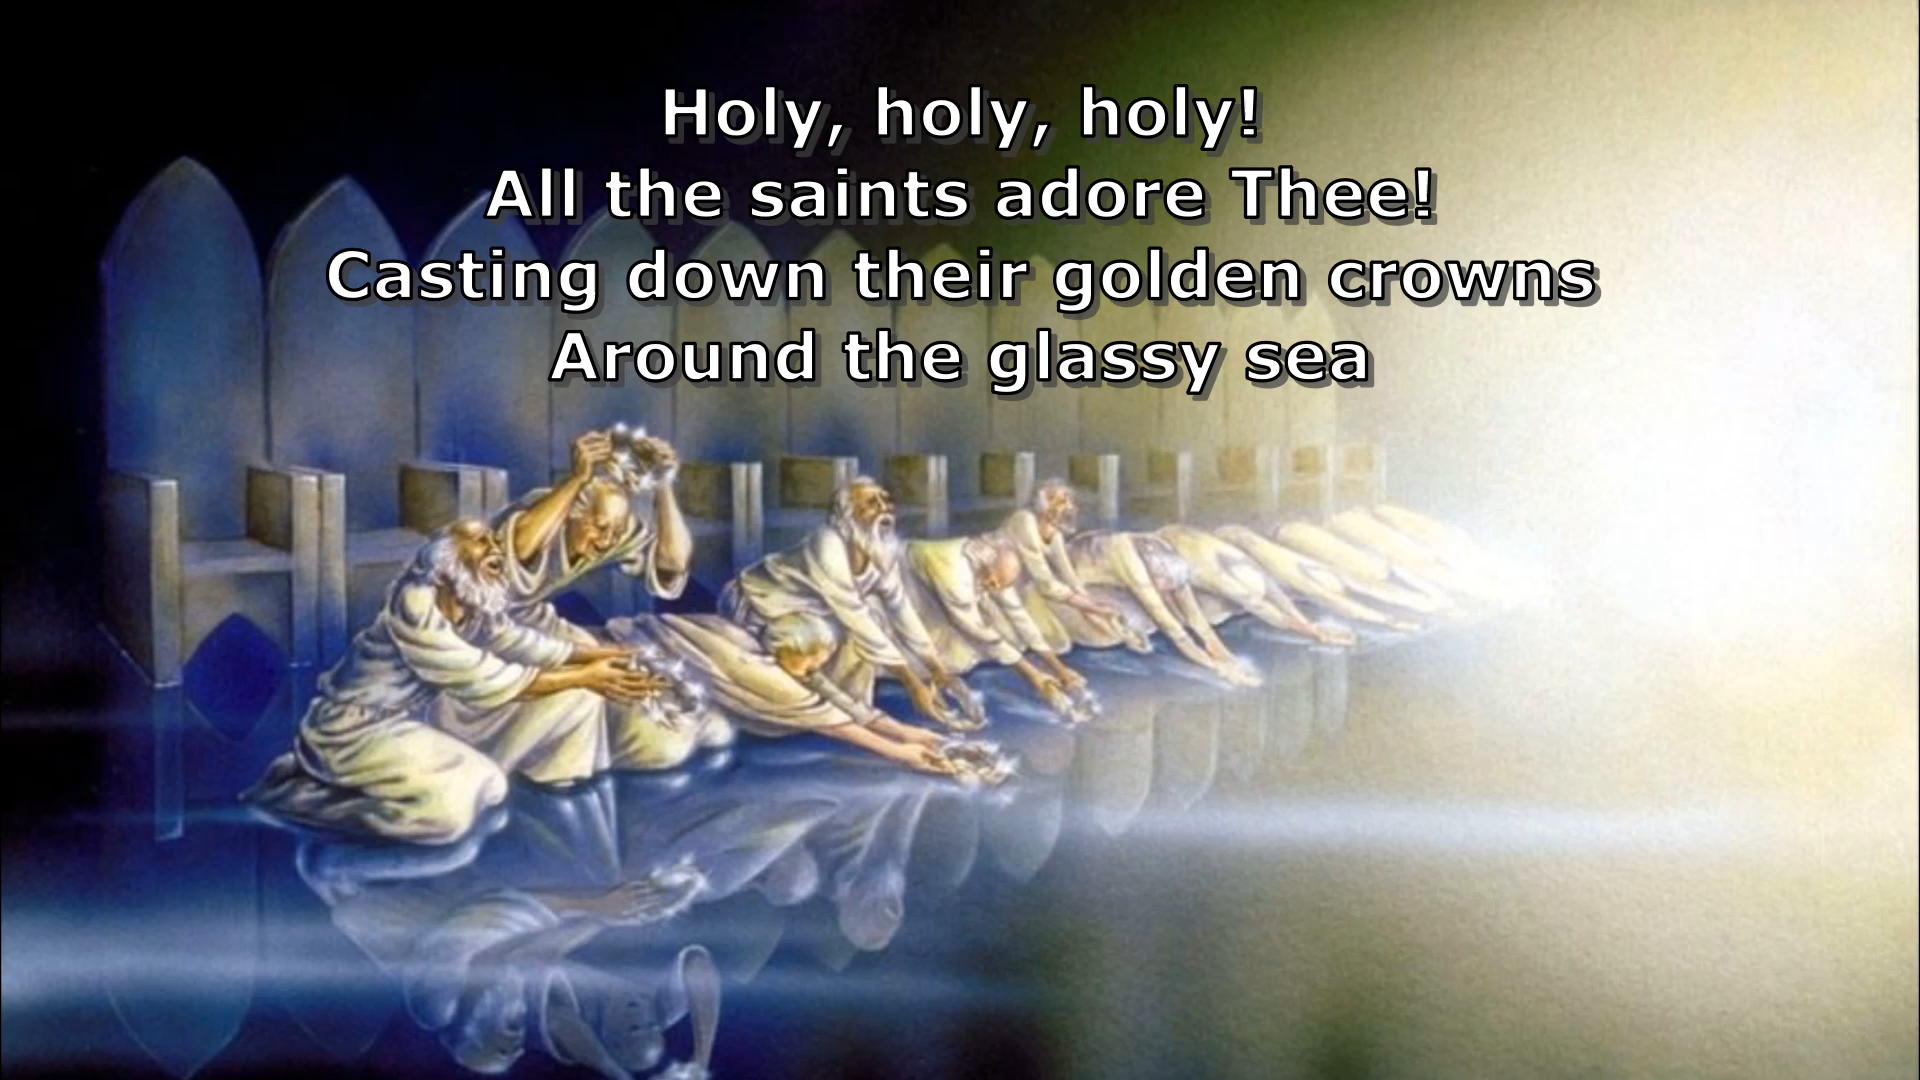 Holy, holy, holy!
All the saints adore Thee!
Casting down their golden crowns
Around the glassy sea